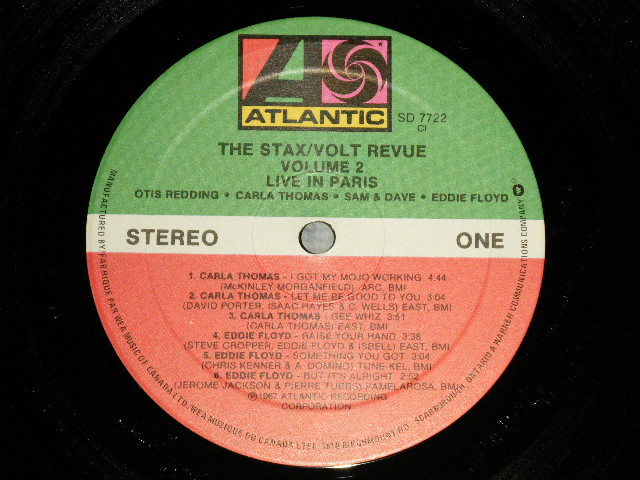 ATLANTIC
SD 7722
CI
THE STAX/VOLT REVUE
VOLUME 2
LIVE IN PARIS
OTIS REDDING • CARLA THOMAS • SAM & DAVE • EDDIE FLOYD
STEREO
ONE
1. CARLA THOMAS - I GOT MY MOJO WORKING 4:44
(McKINLEY MORGANFIELD) ARC, BMI
2. CARLA THOMAS - LET ME BE GOOD TO YOU 3:04
(DAVID PORTER, ISAAC HAYES & C. WELLS) EAST, BMI
3. CARLA THOMAS - GEE WHIZ 3:51
(CARLA THOMAS) EAST, BMI
4. EDDIE FLOYD - RAISE YOUR HAND 3:38
(STEVE CROPPER, EDDIE FLOYD & ISBELL) EAST, BMI
5. EDDIE FLOYD - SOMETHING YOU GOT 3:04
(CHRIS KENNER & A. DOMINO) TUNE-KEL, BMI
6. EDDIE FLOYD - BUT IT'S ALRIGHT 2:52
(JEROME JACKSON & PIERRE TUBBS) PAMELAROSA, BMI
℗1967 ATLANTIC RECORDING
CORPORATION
MANUFACTURED BY/FABRIQUE PAR WEA MUSIC OF CANADA LTD./WEA MUSIQUE DU CANADA LTEE, 1810 BIRCHMOUNT RD., SCARBOROUGH, ONTARIO A WARNER COMMUNICATIONS COMPANY